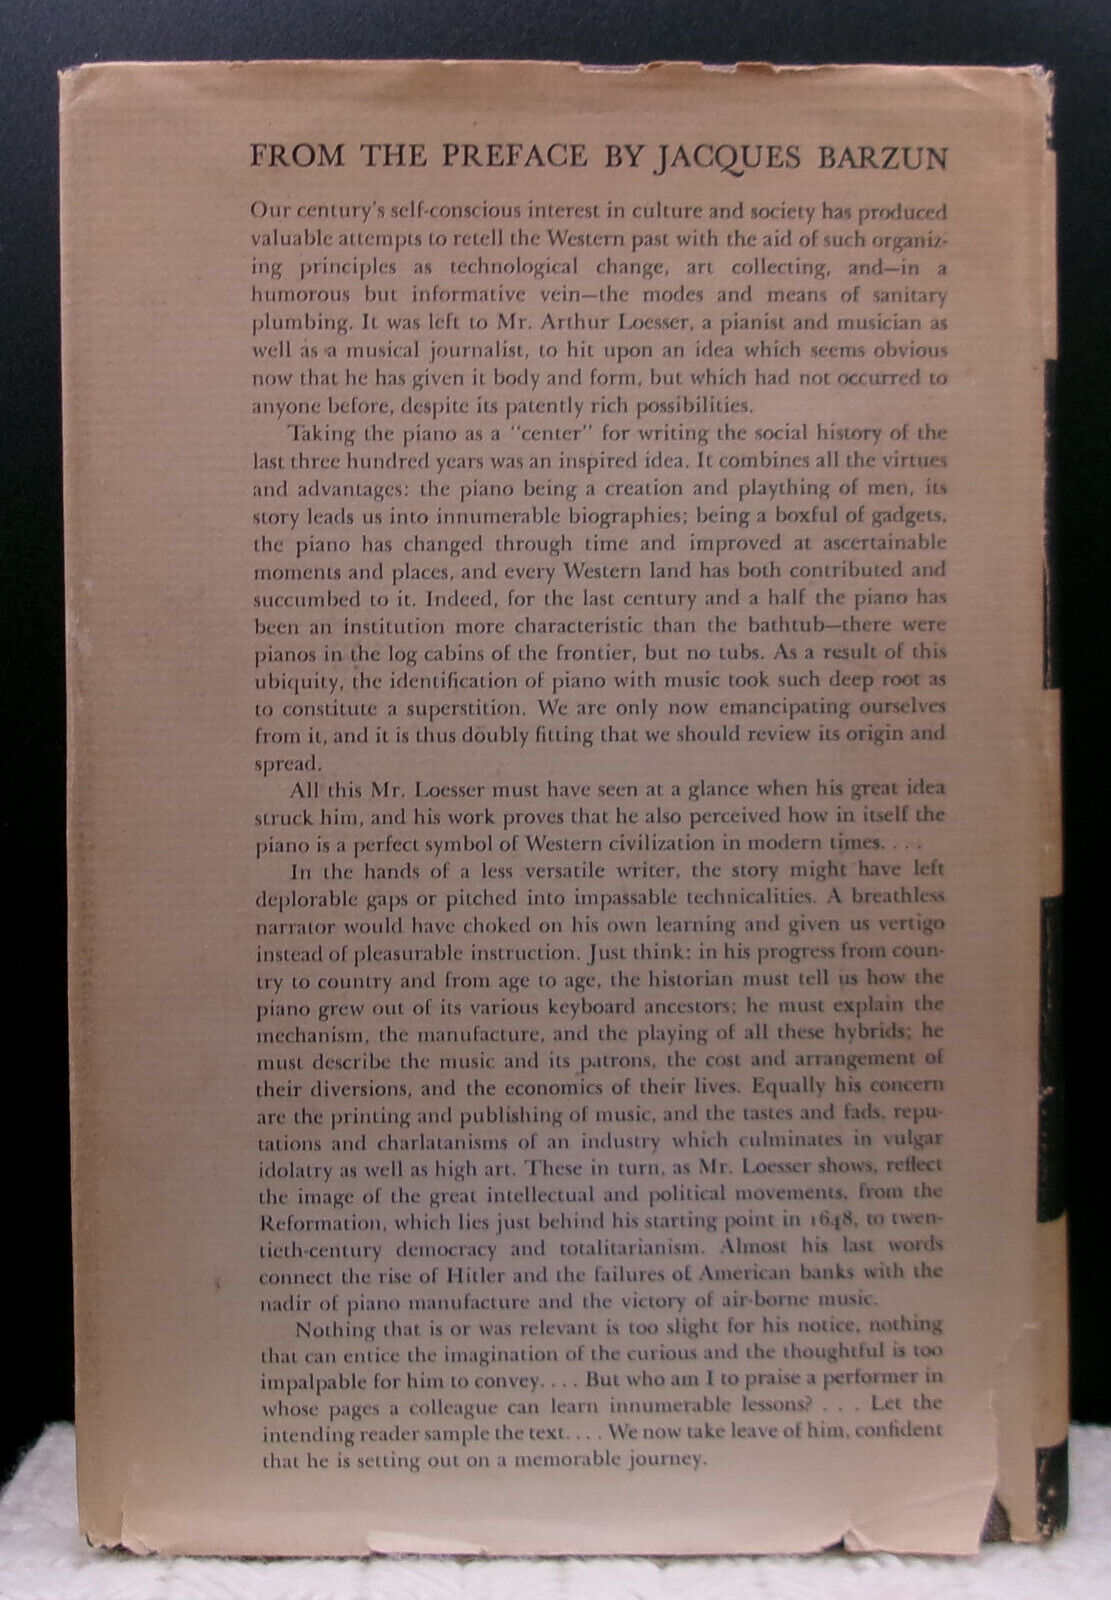 FROM THE PREFACE BY JACQUES BARZUN
Our century's self-conscious interest in culture and society has produced
valuable attempts to retell the Western past with the aid of such organiz-
ing principles as technological change, art collecting, and—in a
humorous but informative vein—the modes and means of sanitary
plumbing. It was left to Mr. Arthur Loesser, a pianist and musician as
well as a musical journalist, to hit upon an idea which seems obvious
now that he has given it body and form, but which had not occurred to
anyone before, despite its patently rich possibilities.
Taking the piano as a "center" for writing the social history of the
last three hundred years was an inspired idea. It combines all the virtues
and advantages: the piano being a creation and plaything of men, its
story leads us into innumerable biographies; being a boxful of gadgets,
the piano has changed through time and improved at ascertainable
moments and places, and every Western land has both contributed and
succumbed to it. Indeed, for the last century and a half the piano has
been an institution more characteristic than the bathtub—there were
pianos in the log cabins of the frontier, but no tubs. As a result of this
ubiquity, the identification of piano with music took such deep root as
to constitute a superstition. We are only now emancipating ourselves
from it, and it is thus doubly fitting that we should review its origin and
spread.
All this Mr. Loesser must have seen at a glance when his great idea
struck him, and his work proves that he also perceived how in itself the
piano is a perfect symbol of Western civilization in modern times. . . .
In the hands of a less versatile writer, the story might have left
deplorable gaps or pitched into impassable technicalities. A breathless
narrator would have choked on his own learning and given us vertigo
instead of pleasurable instruction. Just think: in his progress from coun-
try to country and from age to age, the historian must tell us how the
piano grew out of its various keyboard ancestors; he must explain the
mechanism, the manufacture, and the playing of all these hybrids; he
must describe the music and its patrons, the cost and arrangement of
their diversions, and the economics of their lives. Equally his concern
are the printing and publishing of music, and the tastes and fads, repu-
tations and charlatanisms of an industry which culminates in vulgar
idolatry as well as high art. These in turn, as Mr. Loesser shows, reflect
the image of the great intellectual and political movements, from the
Reformation, which lies just behind his starting point in 1648, to twen-
tieth-century democracy and totalitarianism. Almost his last words
connect the rise of Hitler and the failures of American banks with the
nadir of piano manufacture and the victory of air-borne music.
Nothing that is or was relevant is too slight for his notice, nothing
that can entice the imagination of the curious and the thoughtful is too
impalpable for him to convey. . . . But who am I to praise a performer in
whose pages a colleague can learn innumerable lessons? . . . Let the
intending reader sample the text. . . . We now take leave of him, confident
that he is setting out on a memorable journey.